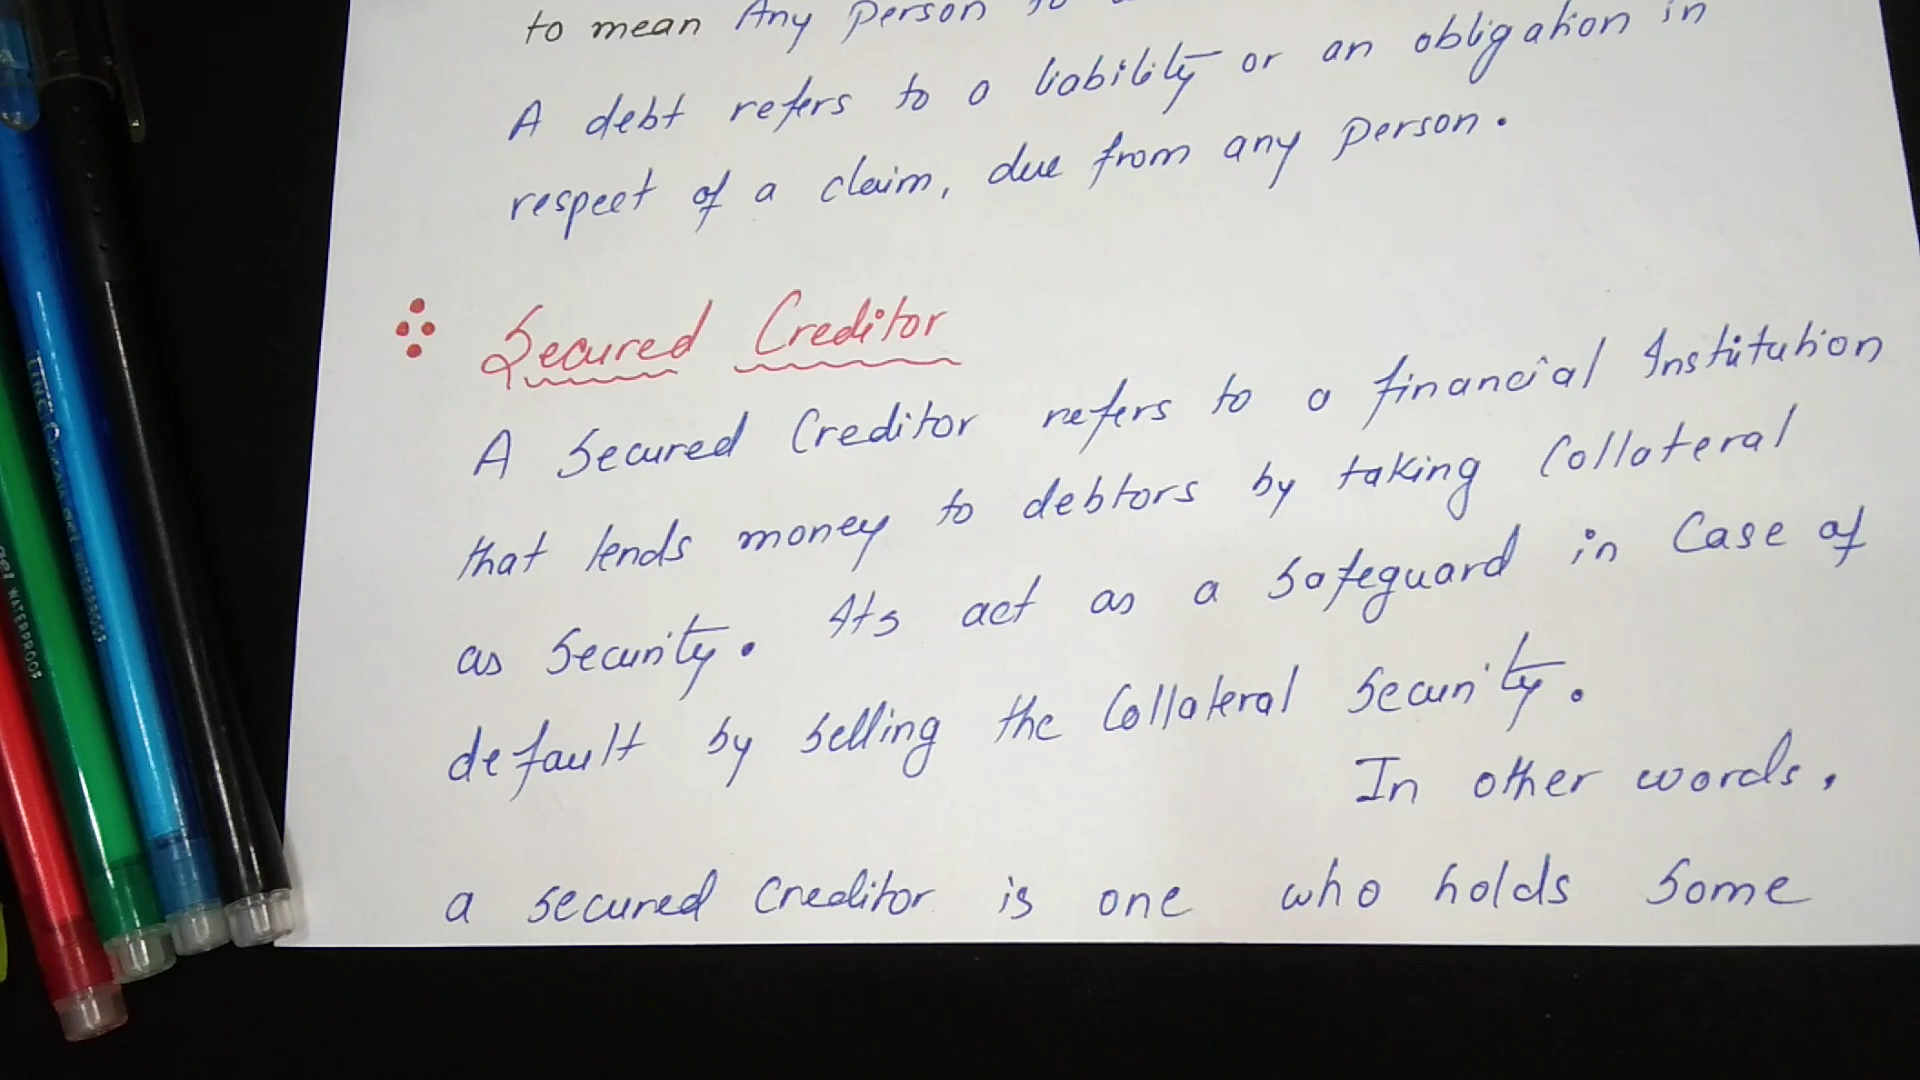 to mean Any person
A debt refers to a liability or an obligation in
respect of a claim, due from any person.
Secured Creditor
A Secured Creditor refers to a financial Institution
that lends money to debtors by taking Collateral
as Security. Its act as a Safeguard in Case of
default by Selling the Collateral Security.
In other words,
a secured Creditor is one who holds Some
WATERPROOF